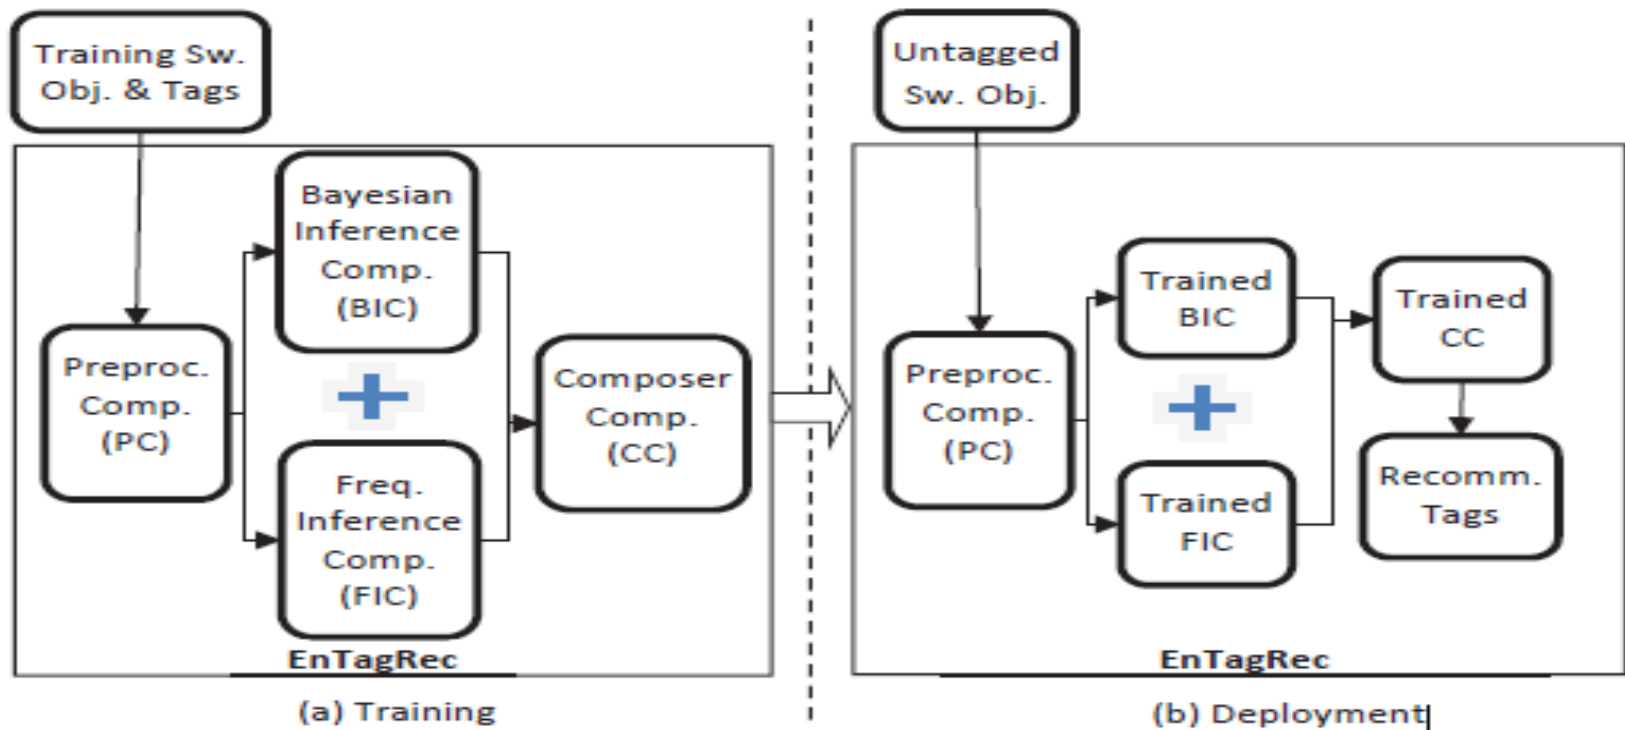 Training Sw.
Obj. & Tags
Bayesian
Inference
Comp.
(BIC)
Preproc.
Comp.
(PC)
Freq.
Inference
Comp.
(FIC)
Composer
Comp.
(CC)
EnTagRec
(a) Training
Untagged
Sw. Obj.
Preproc.
Comp.
(PC)
Trained
BIC
Trained
FIC
Trained
CC
Recomm.
Tags
EnTagRec
(b) Deployment